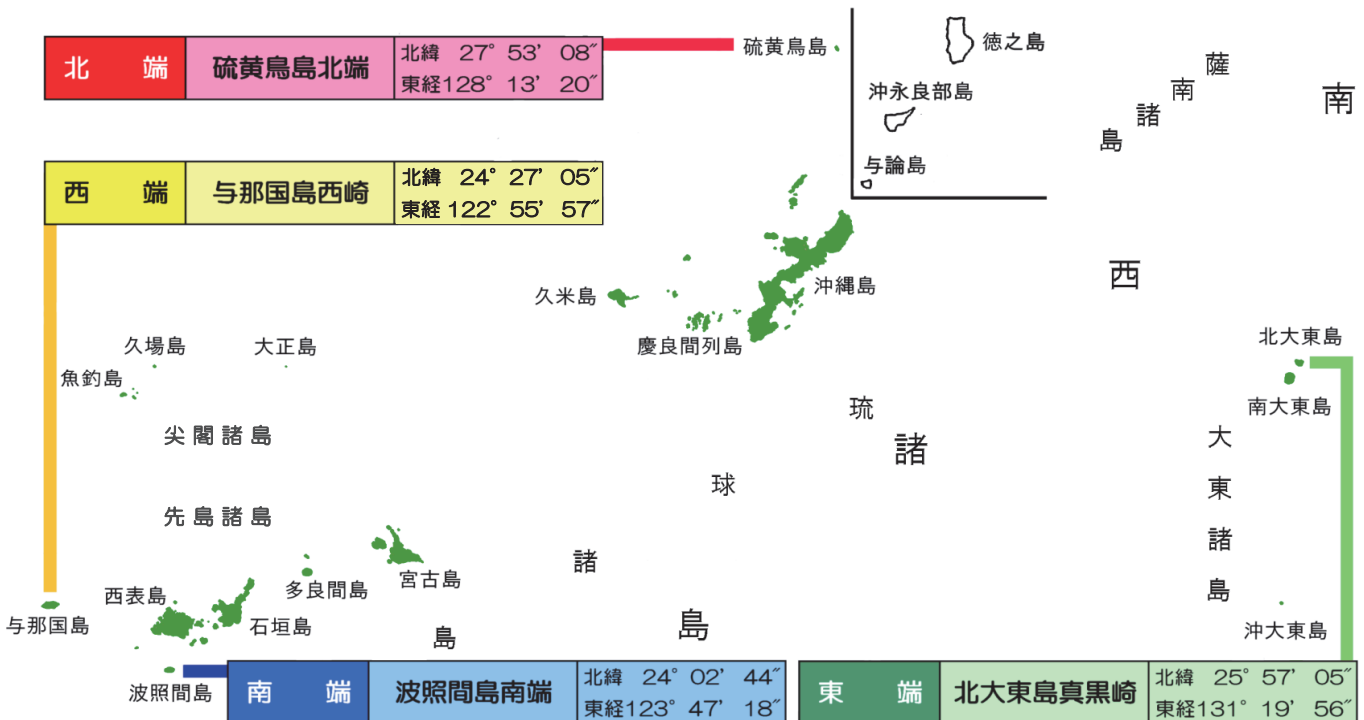 北端 硫黄鳥島北端 北緯 27° 53′ 08″
東経128° 13′ 20″
硫黄鳥島
徳之島
沖永良部島
与論島
薩南諸島
南西諸島
西端 与那国島西崎 北緯 24° 27′ 05″
東経 122° 55′ 57″
沖縄島
久米島
慶良間列島
久場島
大正島
魚釣島
尖閣諸島
先島諸島
琉球諸島
北大東島
南大東島
大東諸島
沖大東島
宮古島
多良間島
西表島
石垣島
与那国島
波照間島
南端 波照間島南端 北緯 24° 02′ 44″
東経123° 47′ 18″
東端 北大東島真黒崎 北緯 25° 57′ 05″
東経131° 19′ 56″